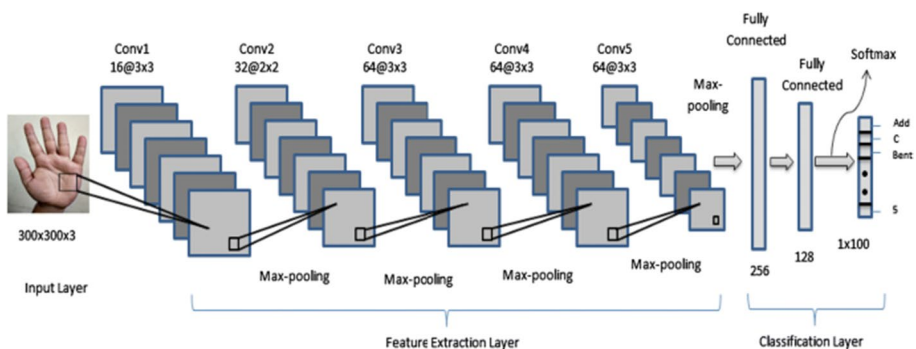 Conv1
16@3x3
Conv2
32@2x2
Conv3
64@3x3
Conv4
64@3x3
Conv5
64@3x3
Max-
pooling
Fully
Connected
Fully
Connected
Softmax
Add
C
Bent
5
300x300x3
Input Layer
Max-pooling
Max-pooling
Max-pooling
Max-pooling
256
128
1x100
Feature Extraction Layer
Classification Layer